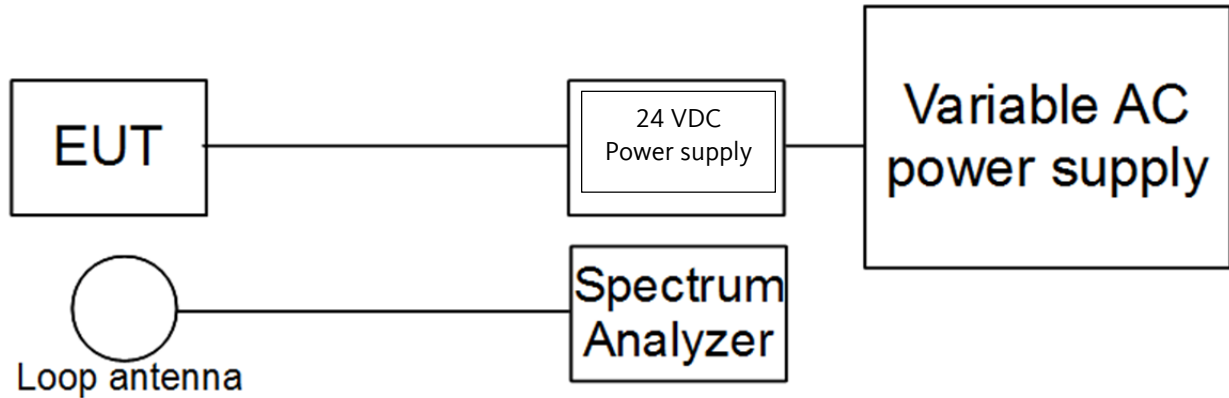 EUT
24 VDC
Power supply
Variable AC
power supply
Loop antenna
Spectrum
Analyzer